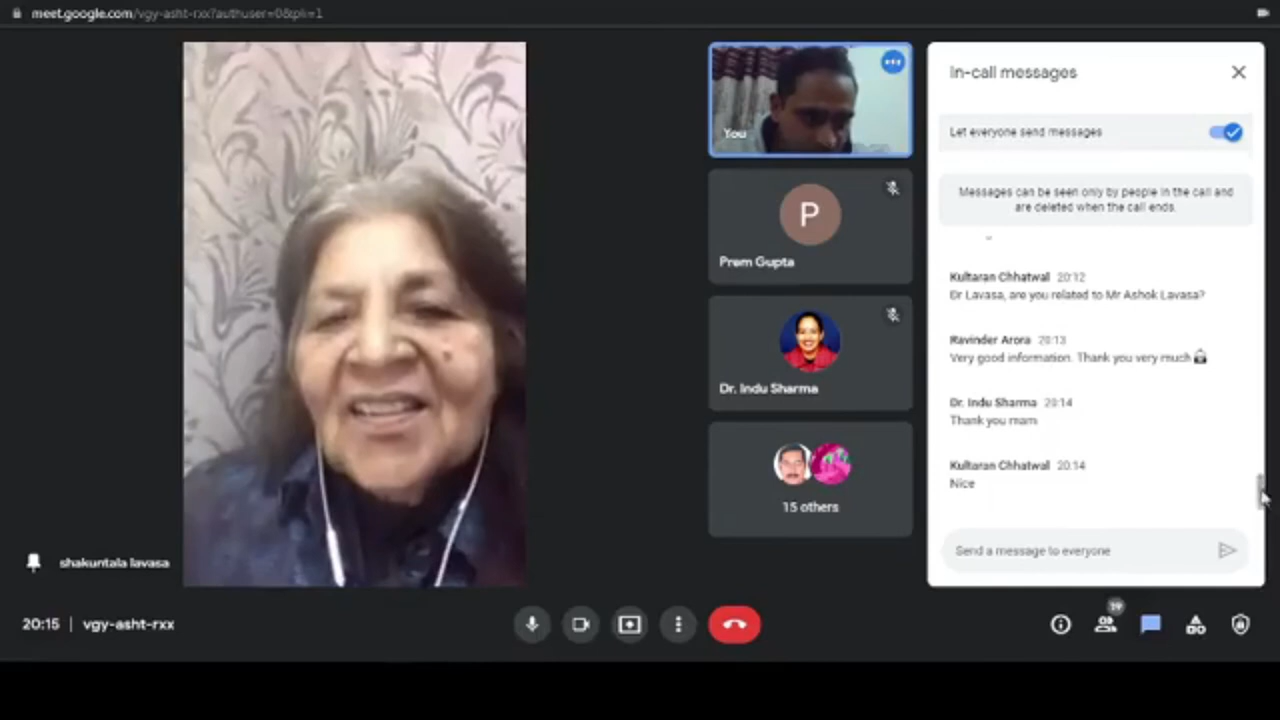 meet.google.com/vgy-asht-rxx?authuser=0&pli=1
You
P
Prem Gupta
Dr. Indu Sharma
15 others
shakuntala lavasa
20:15 | vgy-asht-rxx
In-call messages
Let everyone send messages
Messages can be seen only by people in the call and
are deleted when the call ends.
Kultaran Chhatwal 20:12
Dr Lavasa, are you related to Mr Ashok Lavasa?
Ravinder Arora 20:13
Very good information. Thank you very much
Dr. Indu Sharma 20:14
Thank you mam
Kultaran Chhatwal 20:14
Nice
Send a message to everyone
19